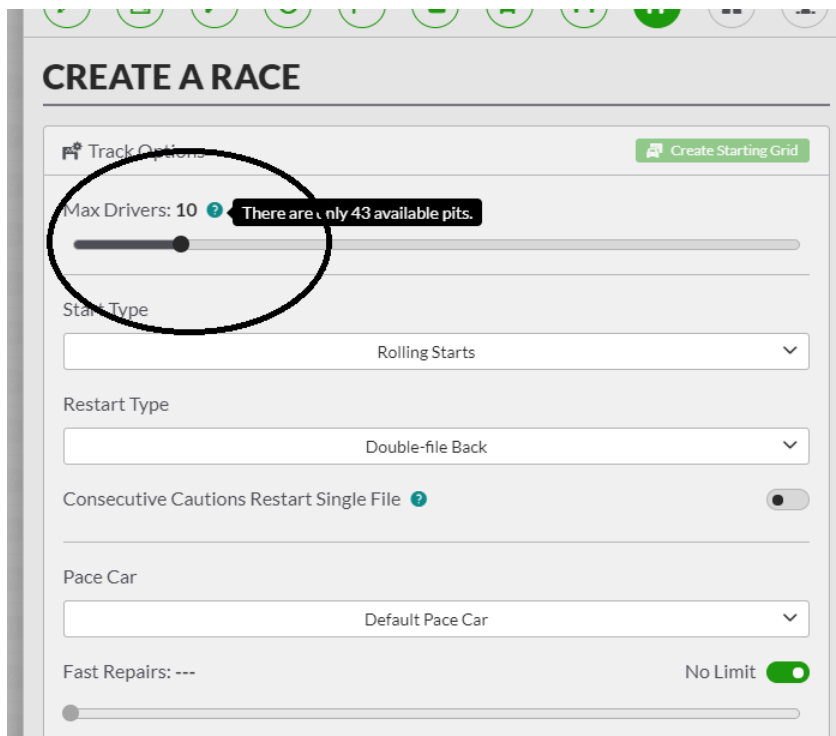 CREATE A RACE
Track Options
Create Starting Grid
Max Drivers: 10 ? There are only 43 available pits.
Start Type
Rolling Starts
Restart Type
Double-file Back
Consecutive Cautions Restart Single File ?
Pace Car
Default Pace Car
Fast Repairs: ---
No Limit